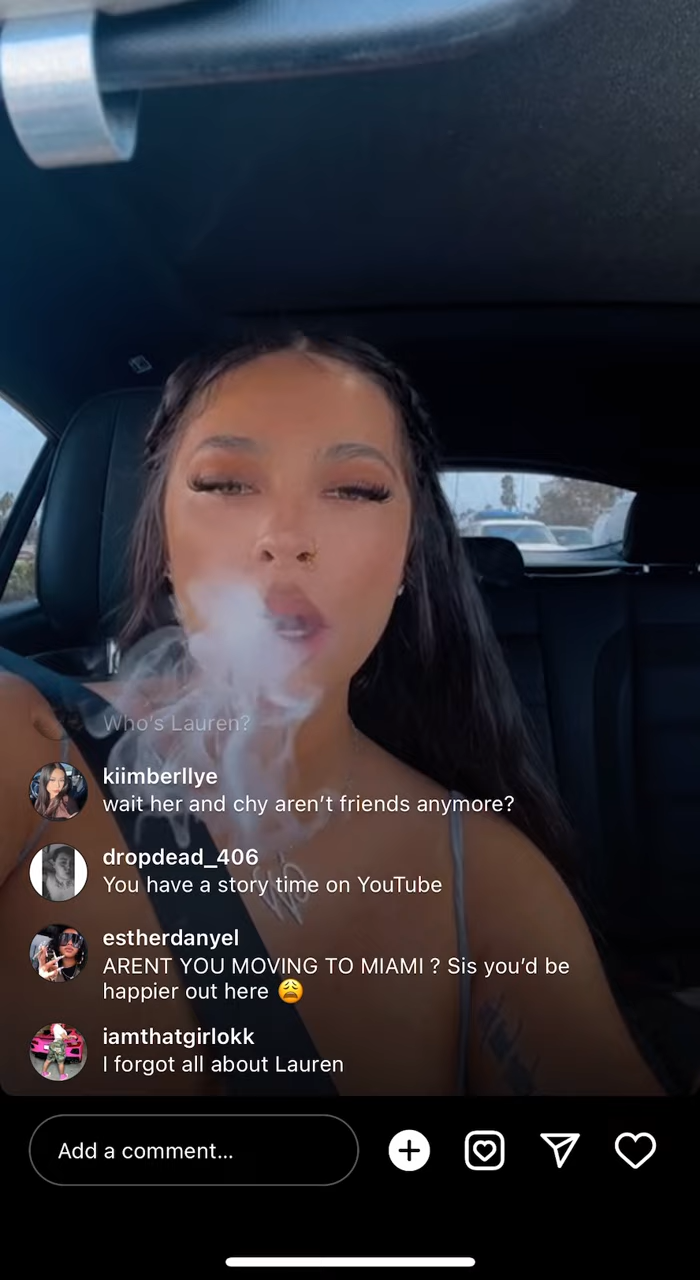 Who's Lauren?
kiimberllye
wait her and chy aren't friends anymore?
dropdead_406
You have a story time on YouTube
estherdanyel
ARENT YOU MOVING TO MIAMI ? Sis you'd be
happier out here 😩
iamthatgirlokk
I forgot all about Lauren
Add a comment...